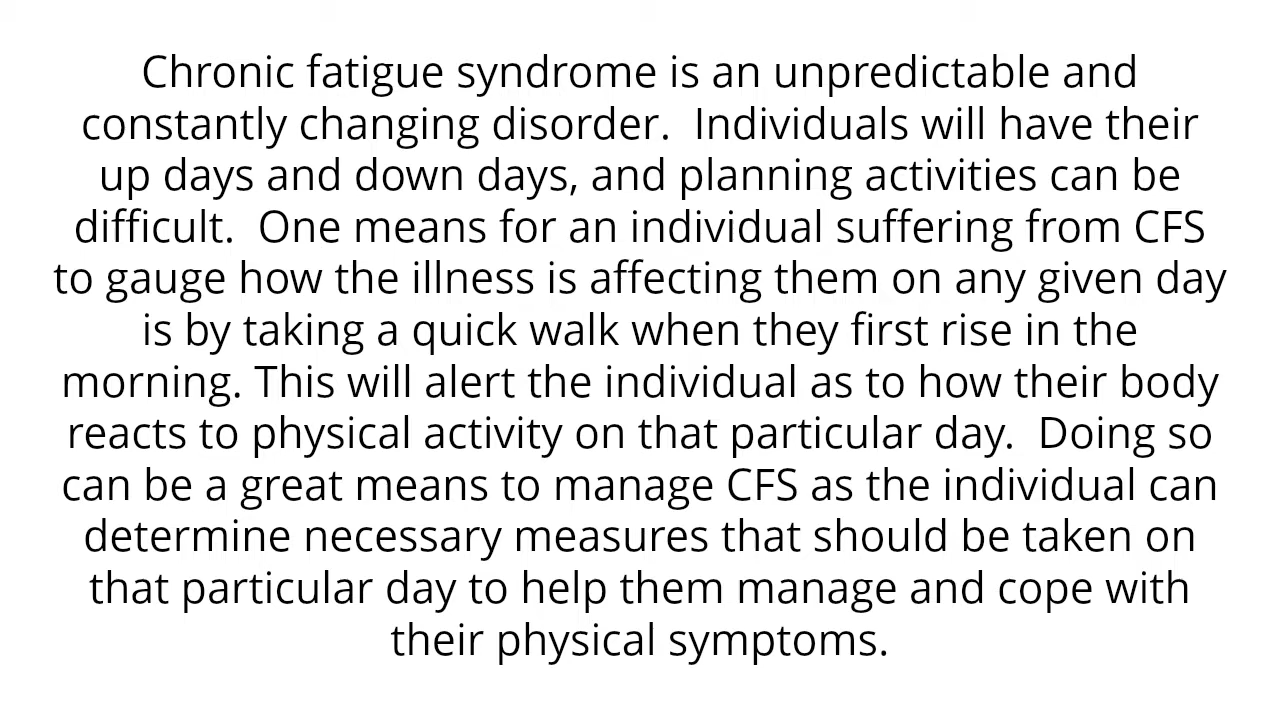 Chronic fatigue syndrome is an unpredictable and
constantly changing disorder.  Individuals will have their
up days and down days, and planning activities can be
difficult.  One means for an individual suffering from CFS
to gauge how the illness is affecting them on any given day
is by taking a quick walk when they first rise in the
morning. This will alert the individual as to how their body
reacts to physical activity on that particular day.  Doing so
can be a great means to manage CFS as the individual can
determine necessary measures that should be taken on
that particular day to help them manage and cope with
their physical symptoms.